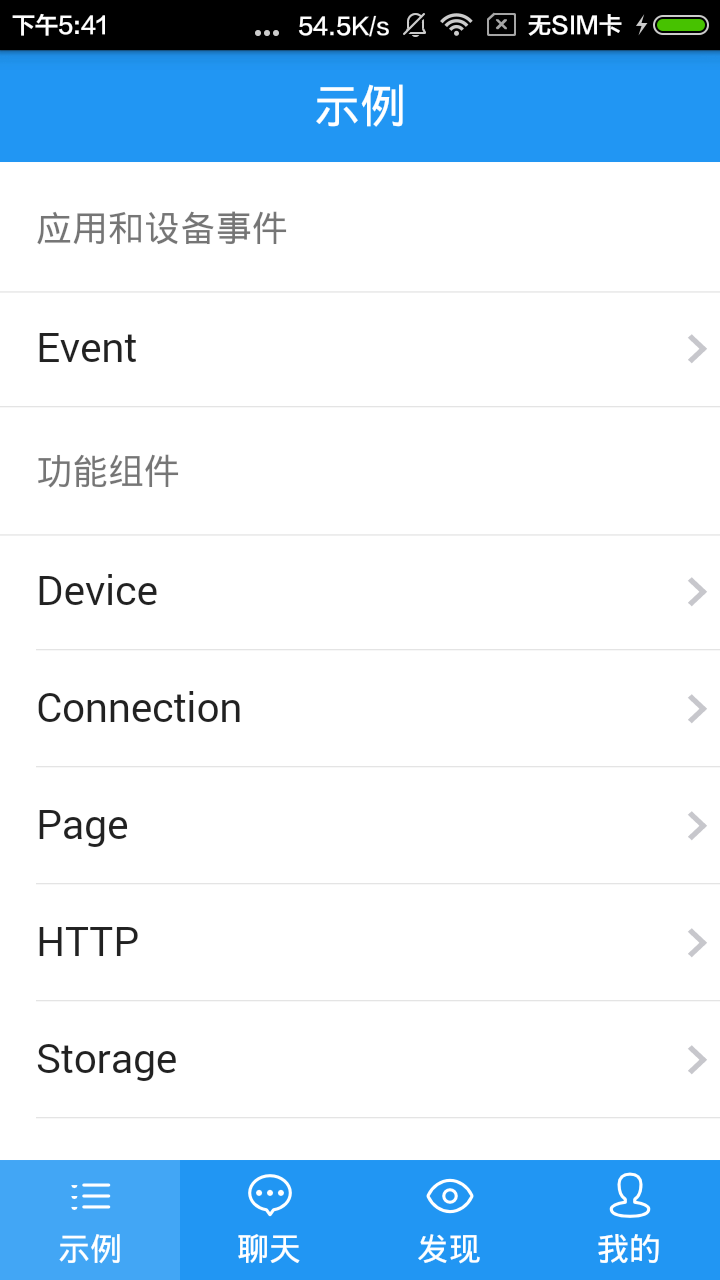 下午5:41 ... 54.5K/s 无SIM卡
示例
应用和设备事件
Event
功能组件
Device
Connection
Page
HTTP
Storage
示例 聊天 发现 我的